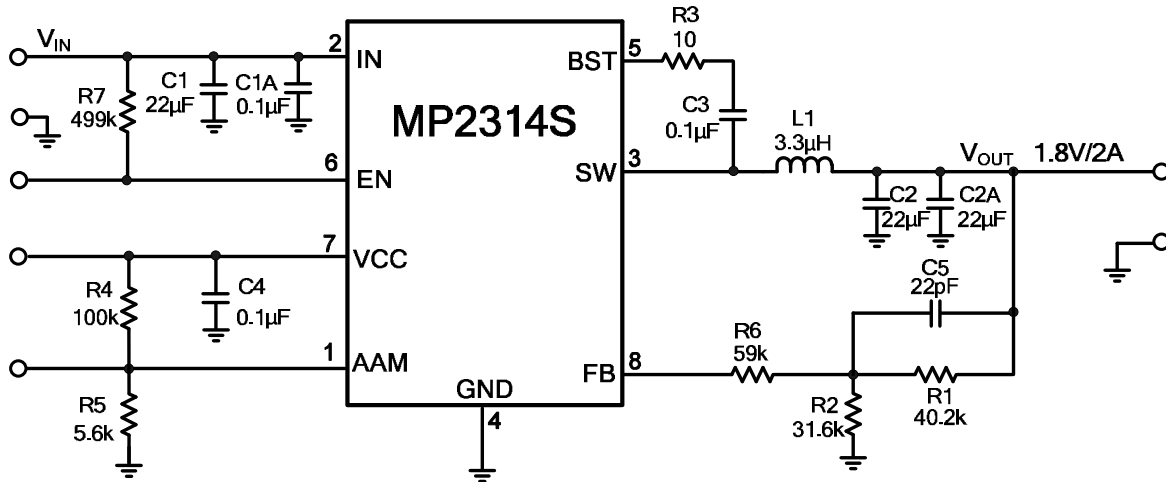 V_IN
2
IN
R7
499k
C1
22µF
C1A
0.1µF
6
EN
7
VCC
R4
100k
C4
0.1µF
1
AAM
R5
5.6k
MP2314S
GND
4
BST
5
R3
10
C3
0.1µF
SW
3
L1
3.3µH
V_OUT 1.8V/2A
C2
22µF
C2A
22µF
C5
22pF
FB
8
R6
59k
R2
31.6k
R1
40.2k